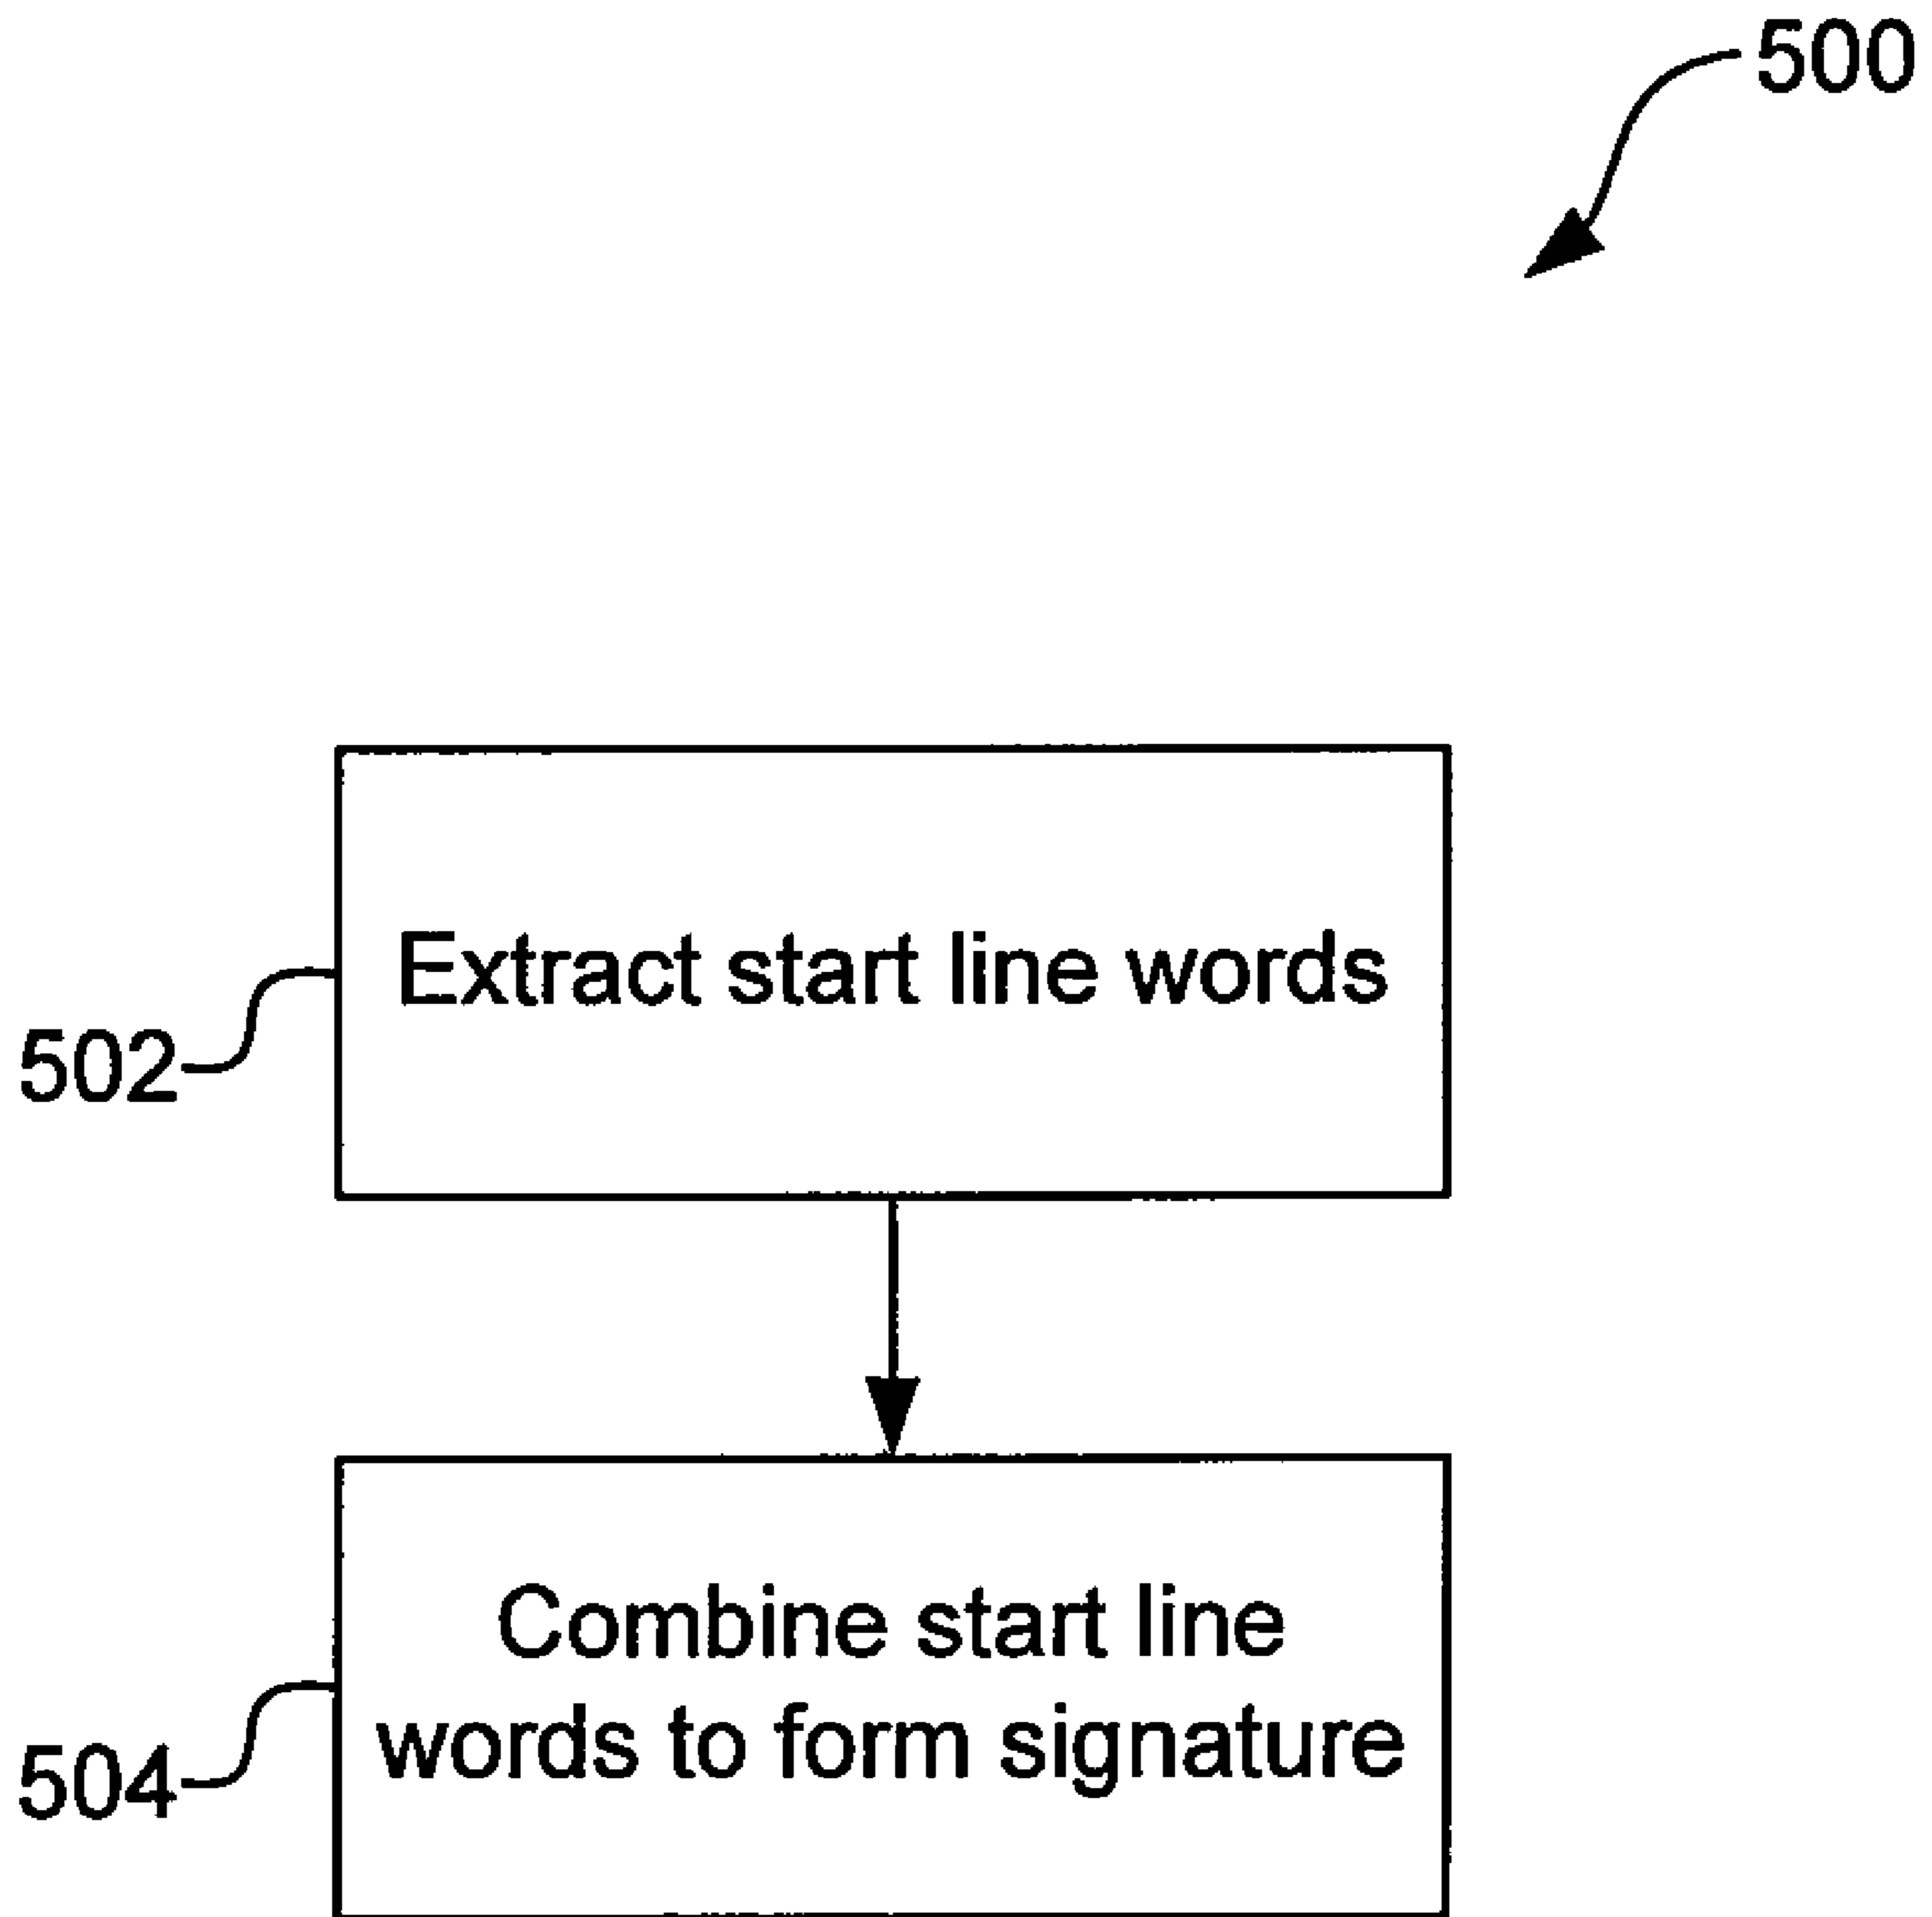 500
Extract start line words
502
Combine start line
words to form signature
504